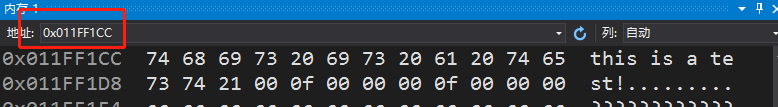 内存 1
地址: 0x011FF1CC 列: 自动
0x011FF1CC 74 68 69 73 20 69 73 20 61 20 74 65 this is a te
0x011FF1D8 73 74 21 00 0f 00 00 00 0f 00 00 00 st!.........